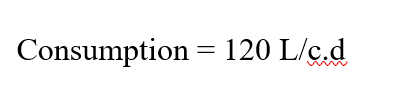 Consumption = 120 L/c.d